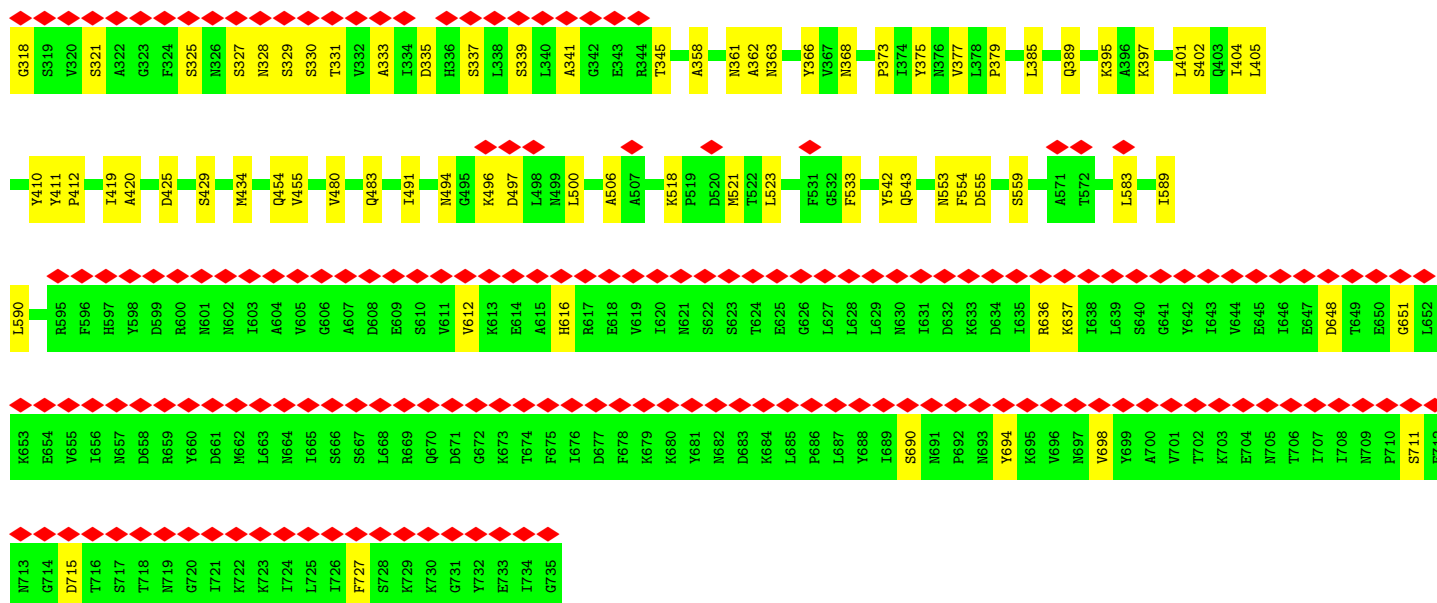 G318 S319 V320 S321 A322 G323 F324 S325 N326 S327 N328 S329 S330 T331 V332 A333 I334 D335 H336 S337 L338 S339 L340 A341 G342 E343 R344 T345 A358 N361 A362 N363 Y366 V367 N368 P373 I374 Y375 N376 V377 L378 P379 L385 Q389 K395 A396 K397 L401 S402 Q403 I404 L405
Y410 Y411 P412 I419 A420 D425 S429 M434 Q454 V455 V480 Q483 I491 N494 G495 K496 D497 L498 N499 L500 A506 A507 K518 P519 D520 M521 T522 L523 F531 G532 F533 Y542 Q543 N553 F554 D555 S559 A571 T572 L583 I589
L590 R595 F596 H597 Y598 D599 R600 N601 N602 I603 A604 V605 G606 A607 D608 E609 S610 V611 V612 K613 E614 A615 H616 R617 E618 V619 I620 N621 S622 S623 T624 E625 G626 L627 L628 L629 N630 I631 D632 K633 D634 I635 R636 K637 I638 L639 S640 G641 Y642 I643 V644 E645 I646 E647 D648 T649 E650 G651 L652
K653 E654 V655 I656 N657 D658 R659 Y660 D661 M662 L663 N664 I665 S666 S667 L668 R669 Q670 D671 G672 K673 T674 F675 I676 D677 F678 K679 K680 Y681 N682 D683 K684 L685 P686 L687 Y688 I689 S690 N691 P692 N693 Y694 K695 V696 N697 V698 Y699 A700 V701 T702 K703 E704 N705 T706 I707 I708 N709 P710 S711
N713 G714 D715 T716 S717 T718 N719 G720 I721 K722 K723 I724 L725 I726 F727 S728 K729 K730 G731 Y732 E733 I734 G735